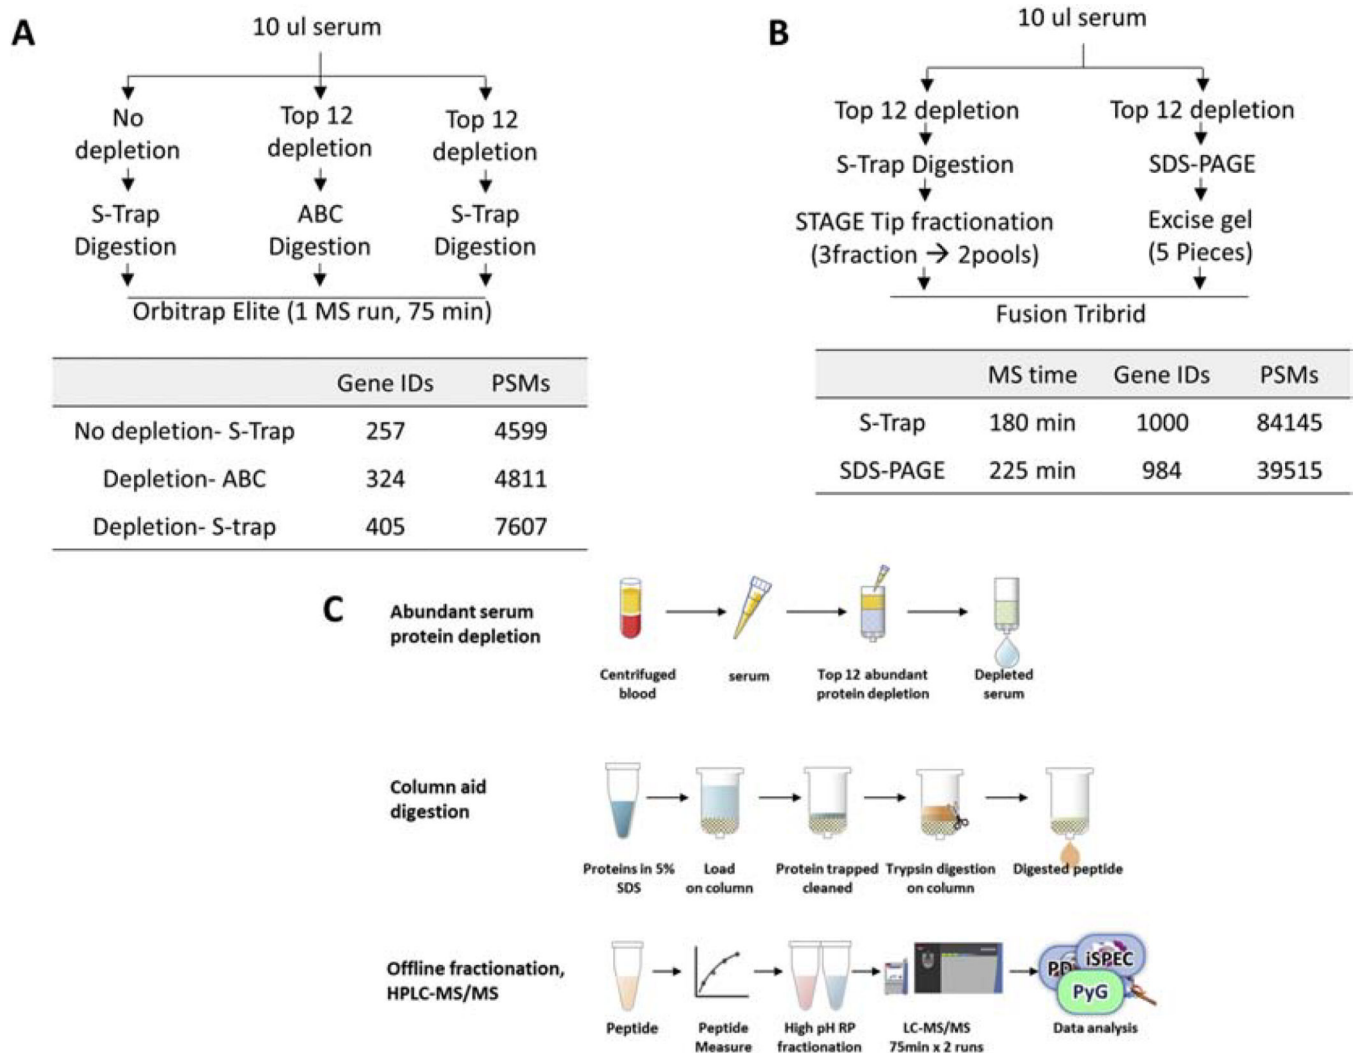 A
10 ul serum
No depletion
Top 12 depletion
Top 12 depletion
S-Trap Digestion
ABC Digestion
S-Trap Digestion
Orbitrap Elite (1 MS run, 75 min)
Gene IDs PSMs
No depletion- S-Trap 257 4599
Depletion- ABC 324 4811
Depletion- S-trap 405 7607
B
10 ul serum
Top 12 depletion Top 12 depletion
S-Trap Digestion SDS-PAGE
STAGE Tip fractionation
(3fraction → 2pools)
Excise gel
(5 Pieces)
Fusion Tribrid
MS time Gene IDs PSMs
S-Trap 180 min 1000 84145
SDS-PAGE 225 min 984 39515
C
Abundant serum
protein depletion
Centrifuged
blood
serum
Top 12 abundant
protein depletion
Depleted
serum
Column aid
digestion
Proteins in 5%
SDS
Load
on column
Protein trapped
cleaned
Trypsin digestion
on column
Digested peptide
Offline fractionation,
HPLC-MS/MS
Peptide
Peptide
Measure
High pH RP
fractionation
LC-MS/MS
75min x 2 runs
PD
iSPEC
PyG
Data analysis